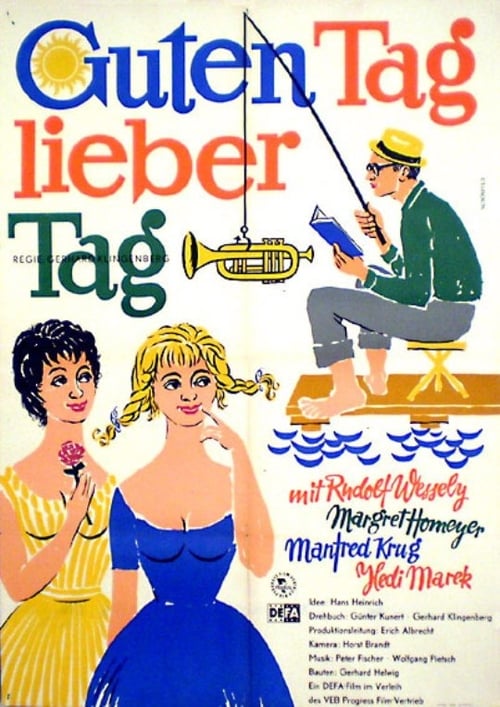 Guten Tag
lieber
Tag
REGIE: GERHARD KLINGENBERG
mit Rudolf Wessely
Margret Homeyer
Manfred Krug
Hedi Marek
Idee: Hans Heinrich
Drehbuch: Günter Kunert - Gerhard Klingenberg
Produktionsleitung: Erich Albrecht
Kamera: Horst Brandt
Musik: Peter Fischer - Wolfgang Pietsch
Bauten: Gerhard Helwig
Ein DEFA-Film im Verleih
des VEB Progress Film-Vertrieb
DEFA